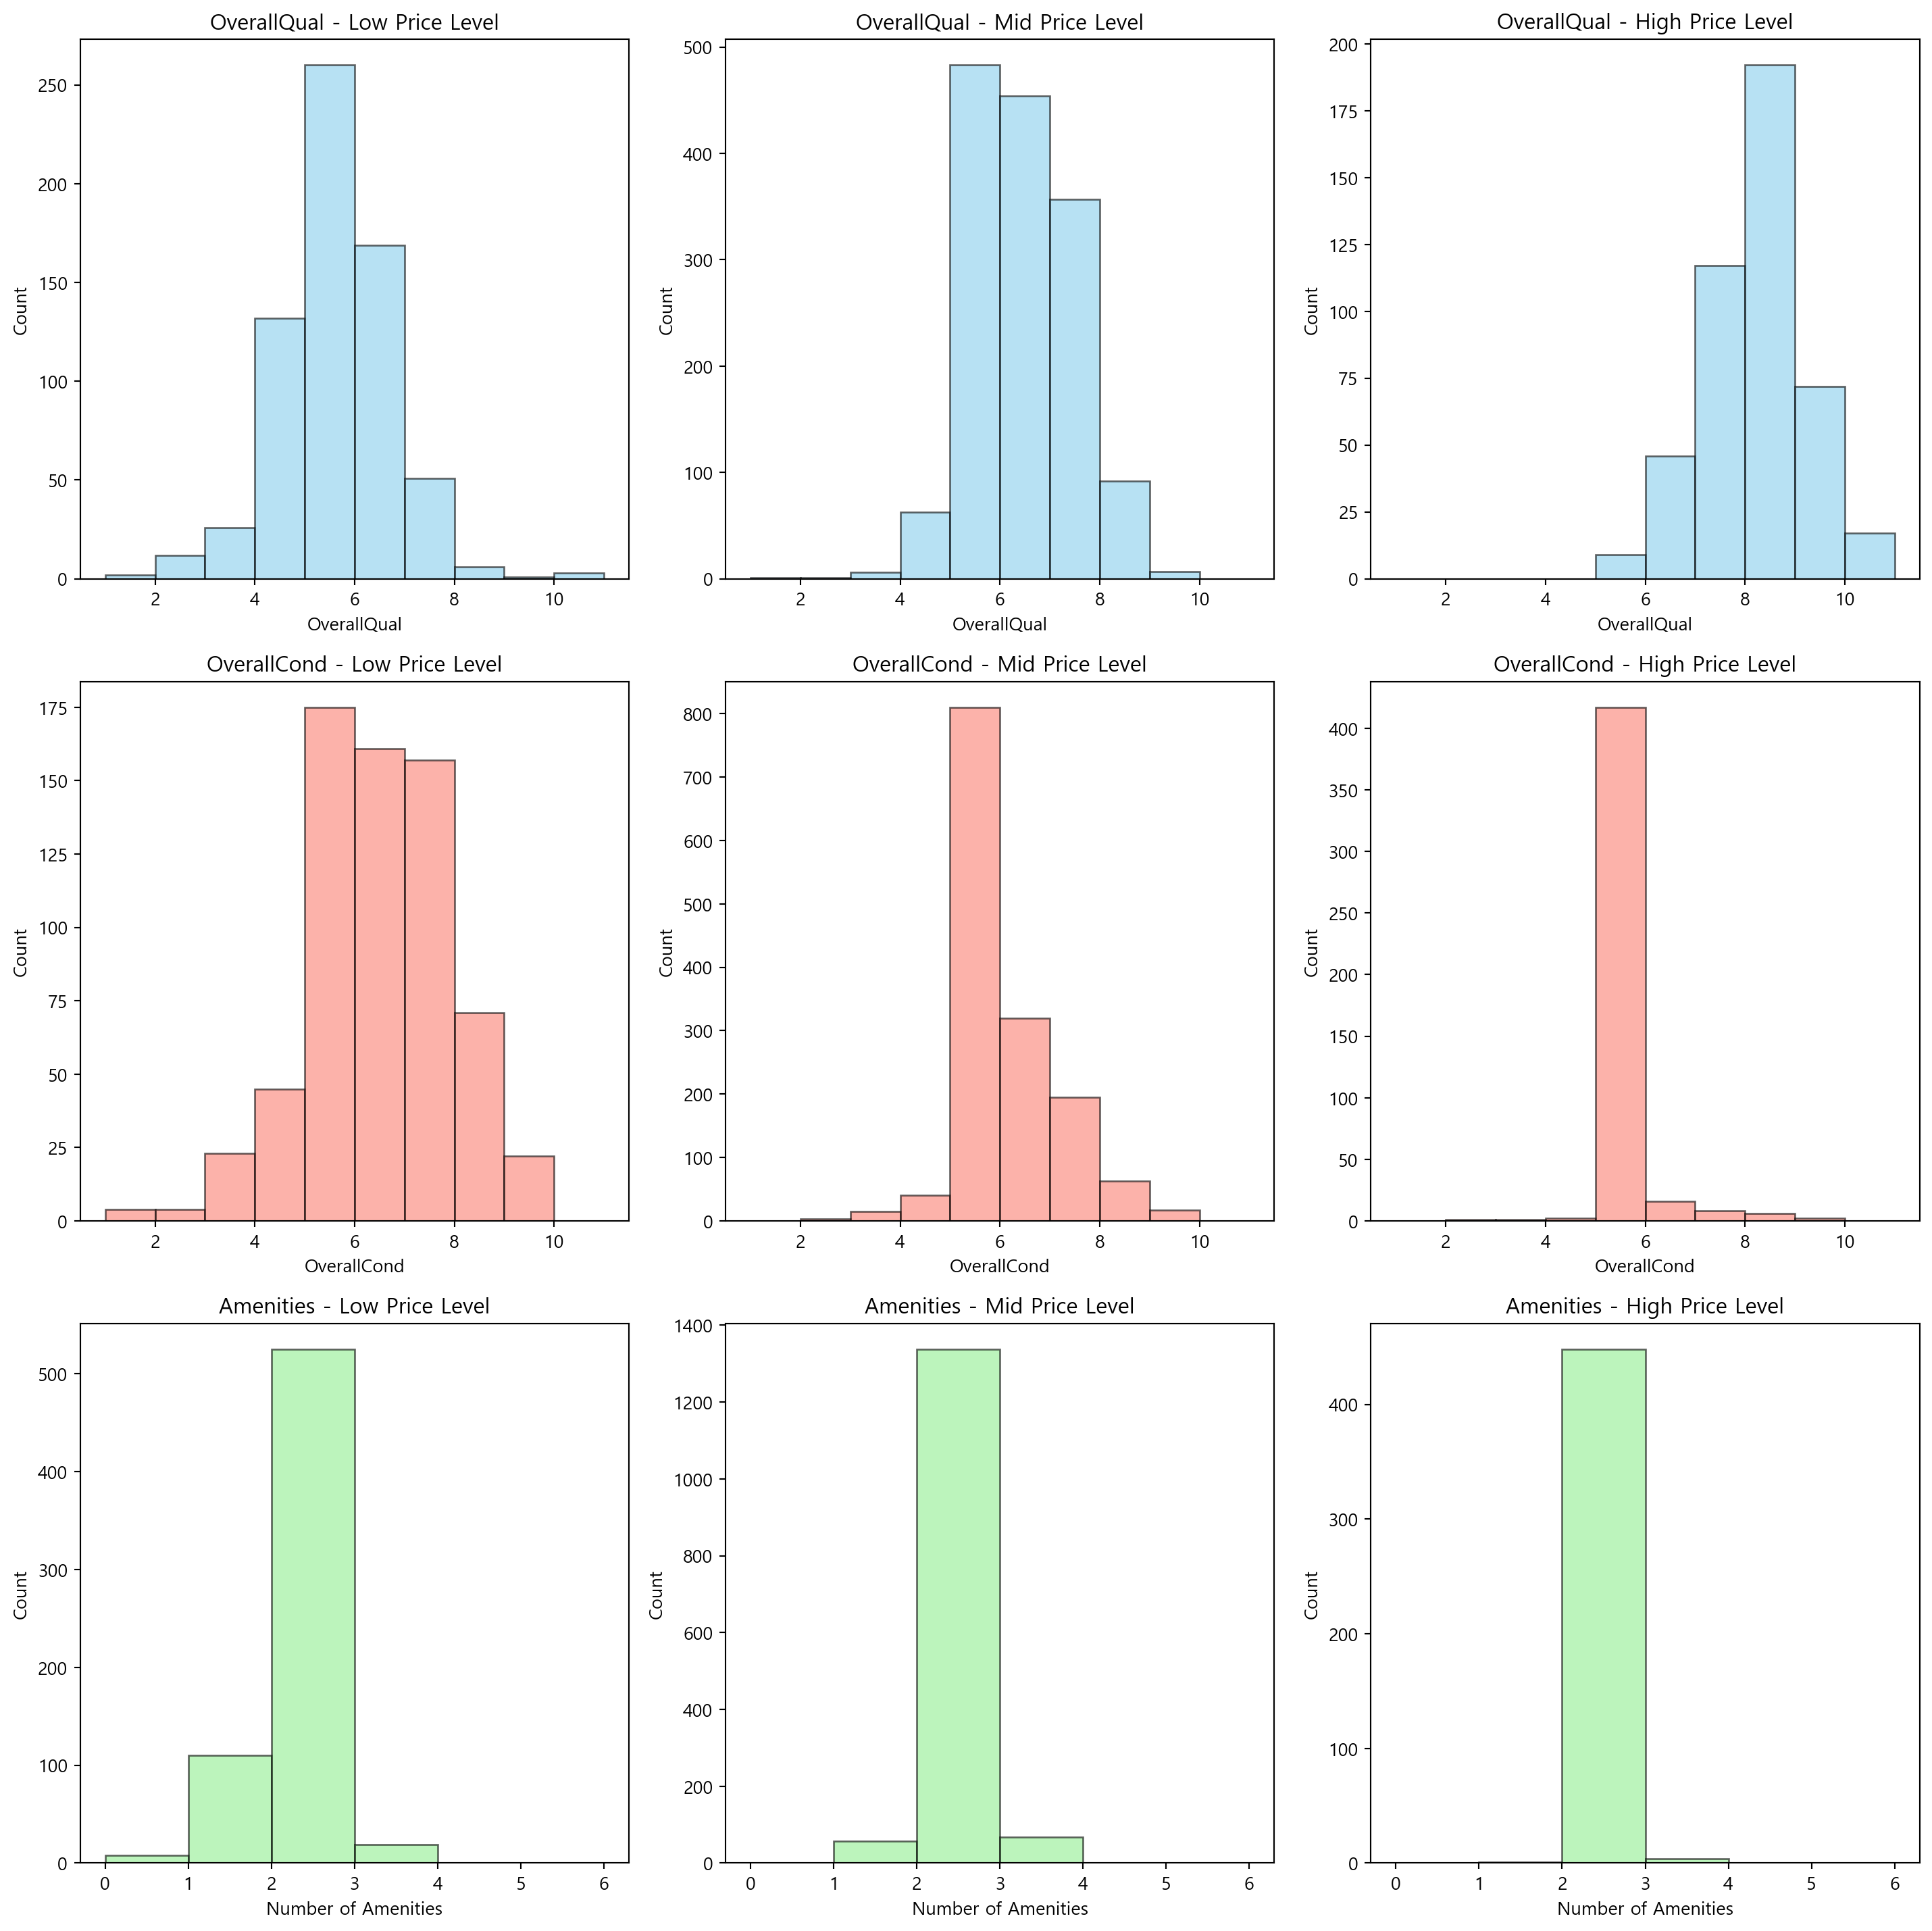 OverallQual - Low Price Level
250
200
150
100
50
0
Count
2 4 6 8 10
OverallQual
OverallQual - Mid Price Level
500
400
300
200
100
0
Count
2 4 6 8 10
OverallQual
OverallQual - High Price Level
200
175
150
125
100
75
50
25
0
Count
2 4 6 8 10
OverallQual
OverallCond - Low Price Level
175
150
125
100
75
50
25
0
Count
2 4 6 8 10
OverallCond
OverallCond - Mid Price Level
800
700
600
500
400
300
200
100
0
Count
2 4 6 8 10
OverallCond
OverallCond - High Price Level
400
350
300
250
200
150
100
50
0
Count
2 4 6 8 10
OverallCond
Amenities - Low Price Level
500
400
300
200
100
0
Count
0 1 2 3 4 5 6
Number of Amenities
Amenities - Mid Price Level
1400
1200
1000
800
600
400
200
0
Count
0 1 2 3 4 5 6
Number of Amenities
Amenities - High Price Level
400
300
200
100
0
Count
0 1 2 3 4 5 6
Number of Amenities